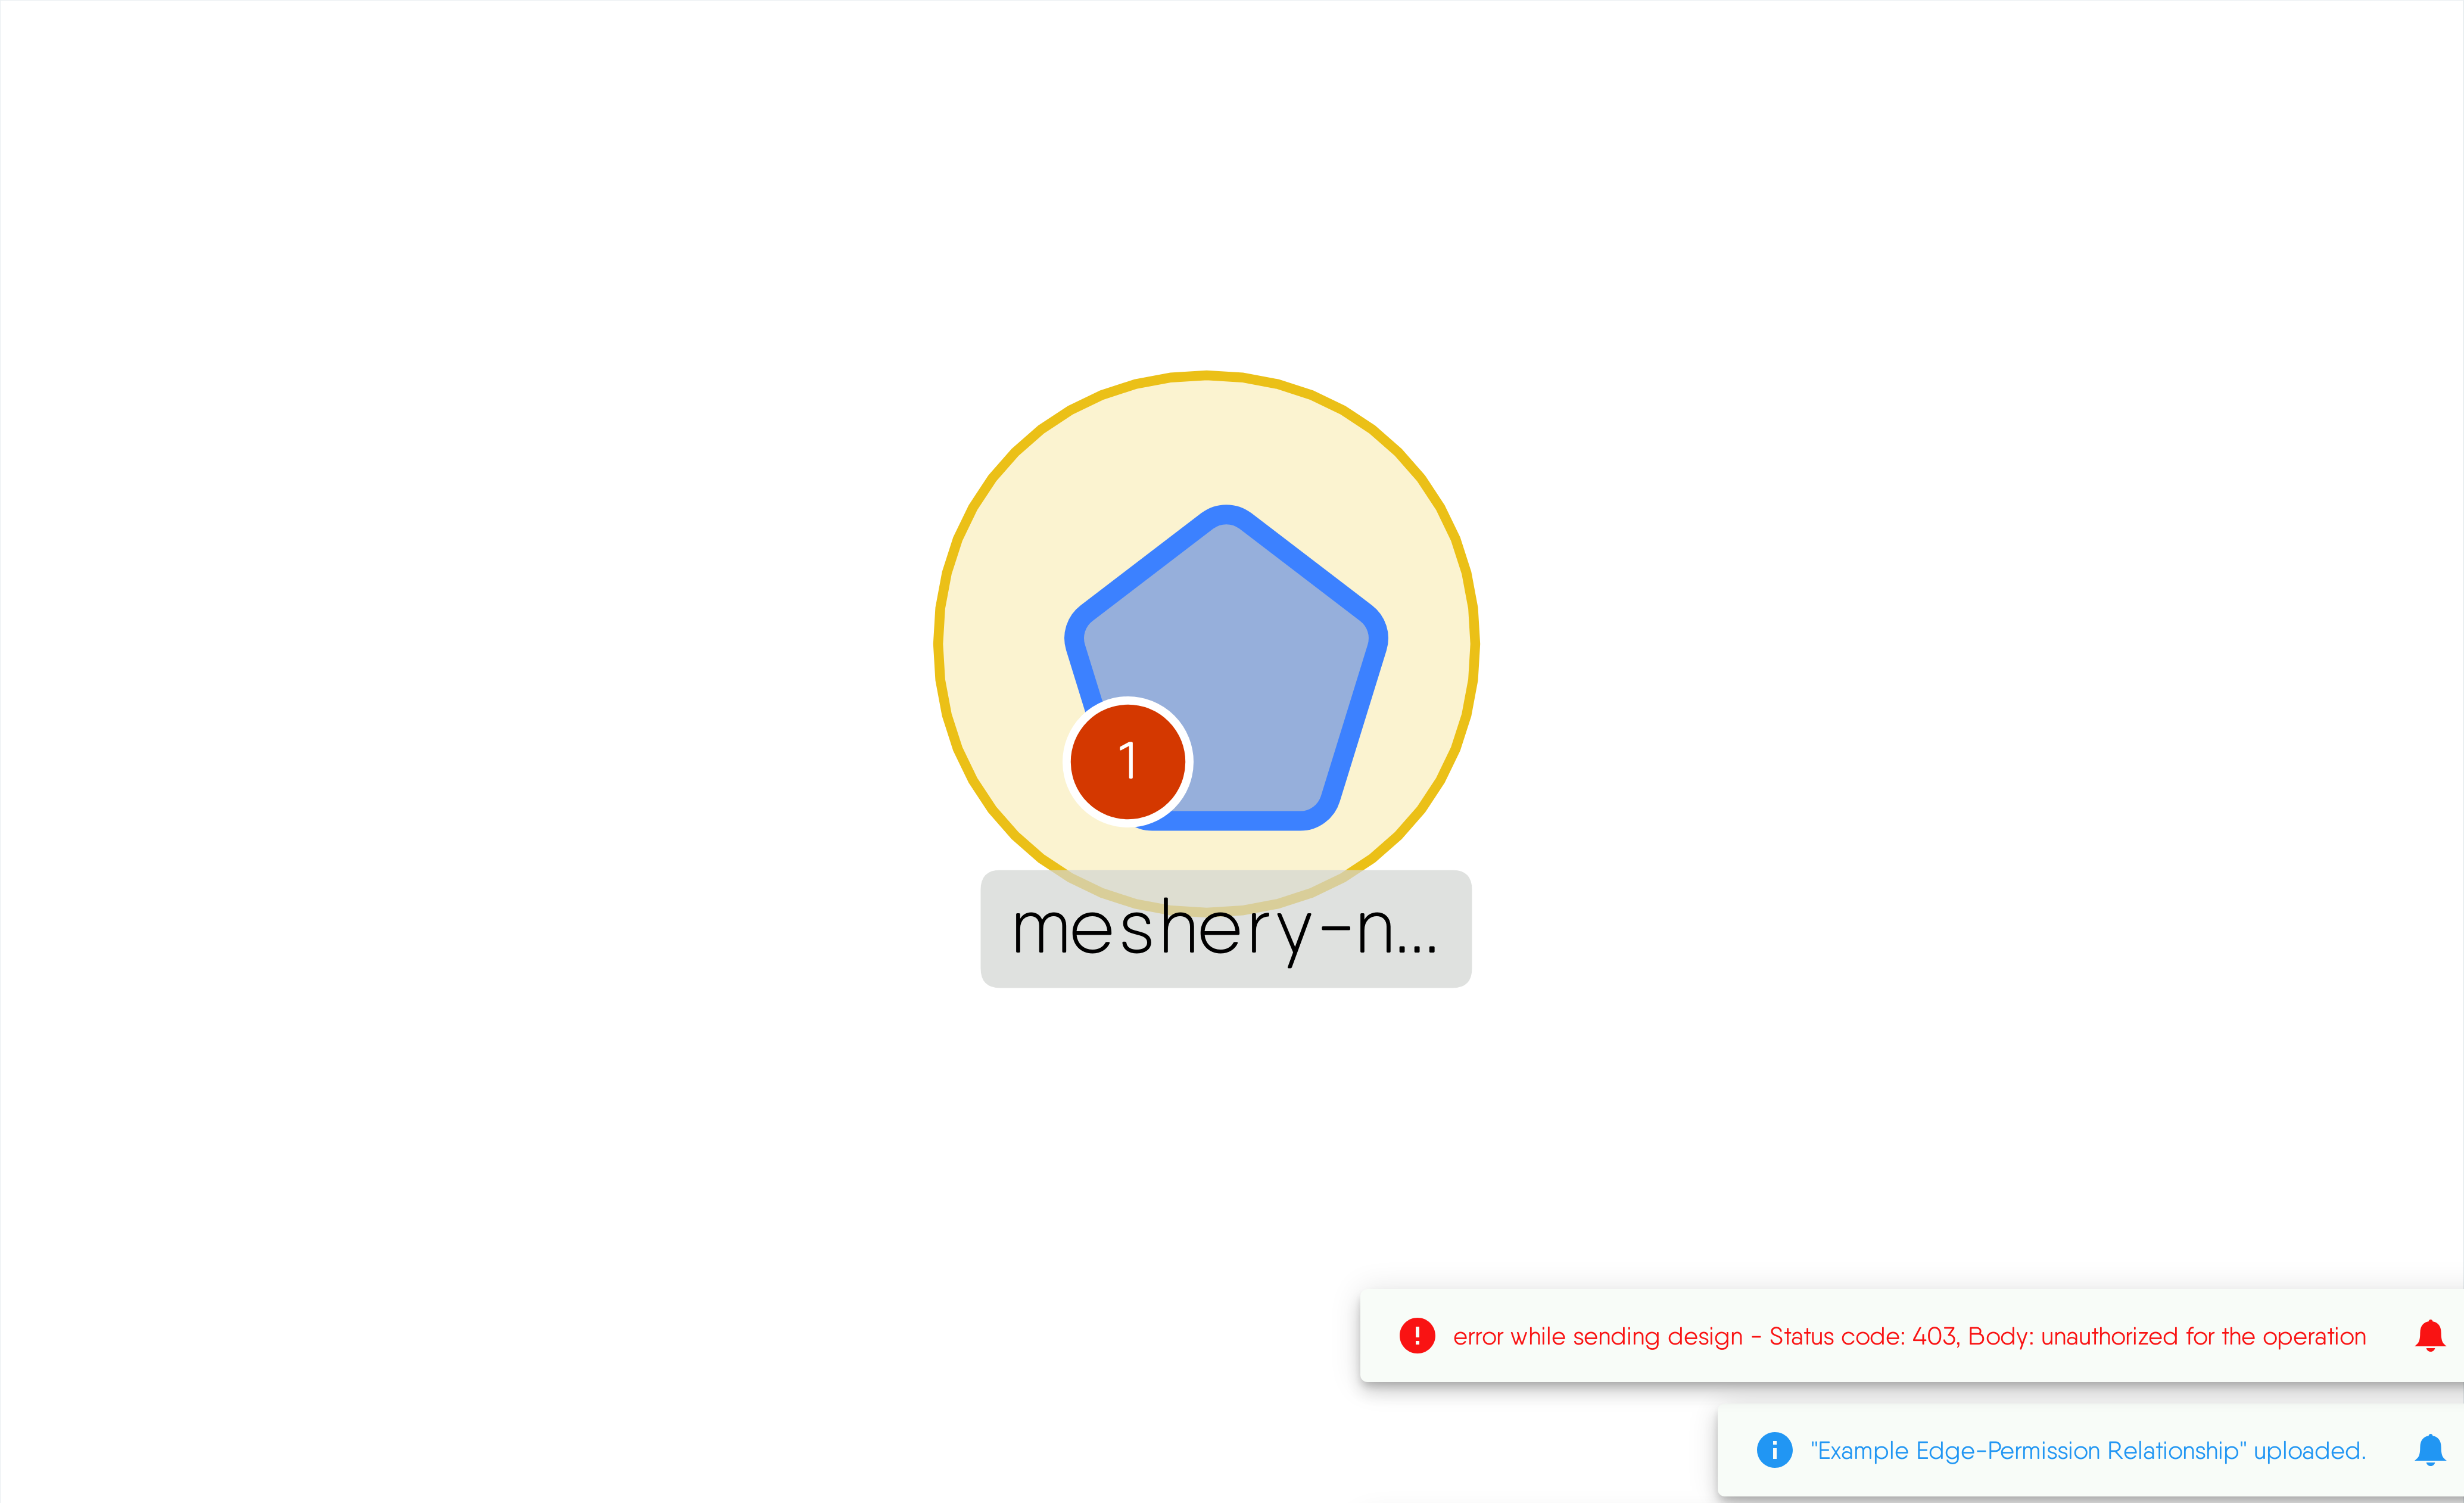 1
meshery-n...
error while sending design - Status code: 403, Body: unauthorized for the operation
"Example Edge-Permission Relationship" uploaded.